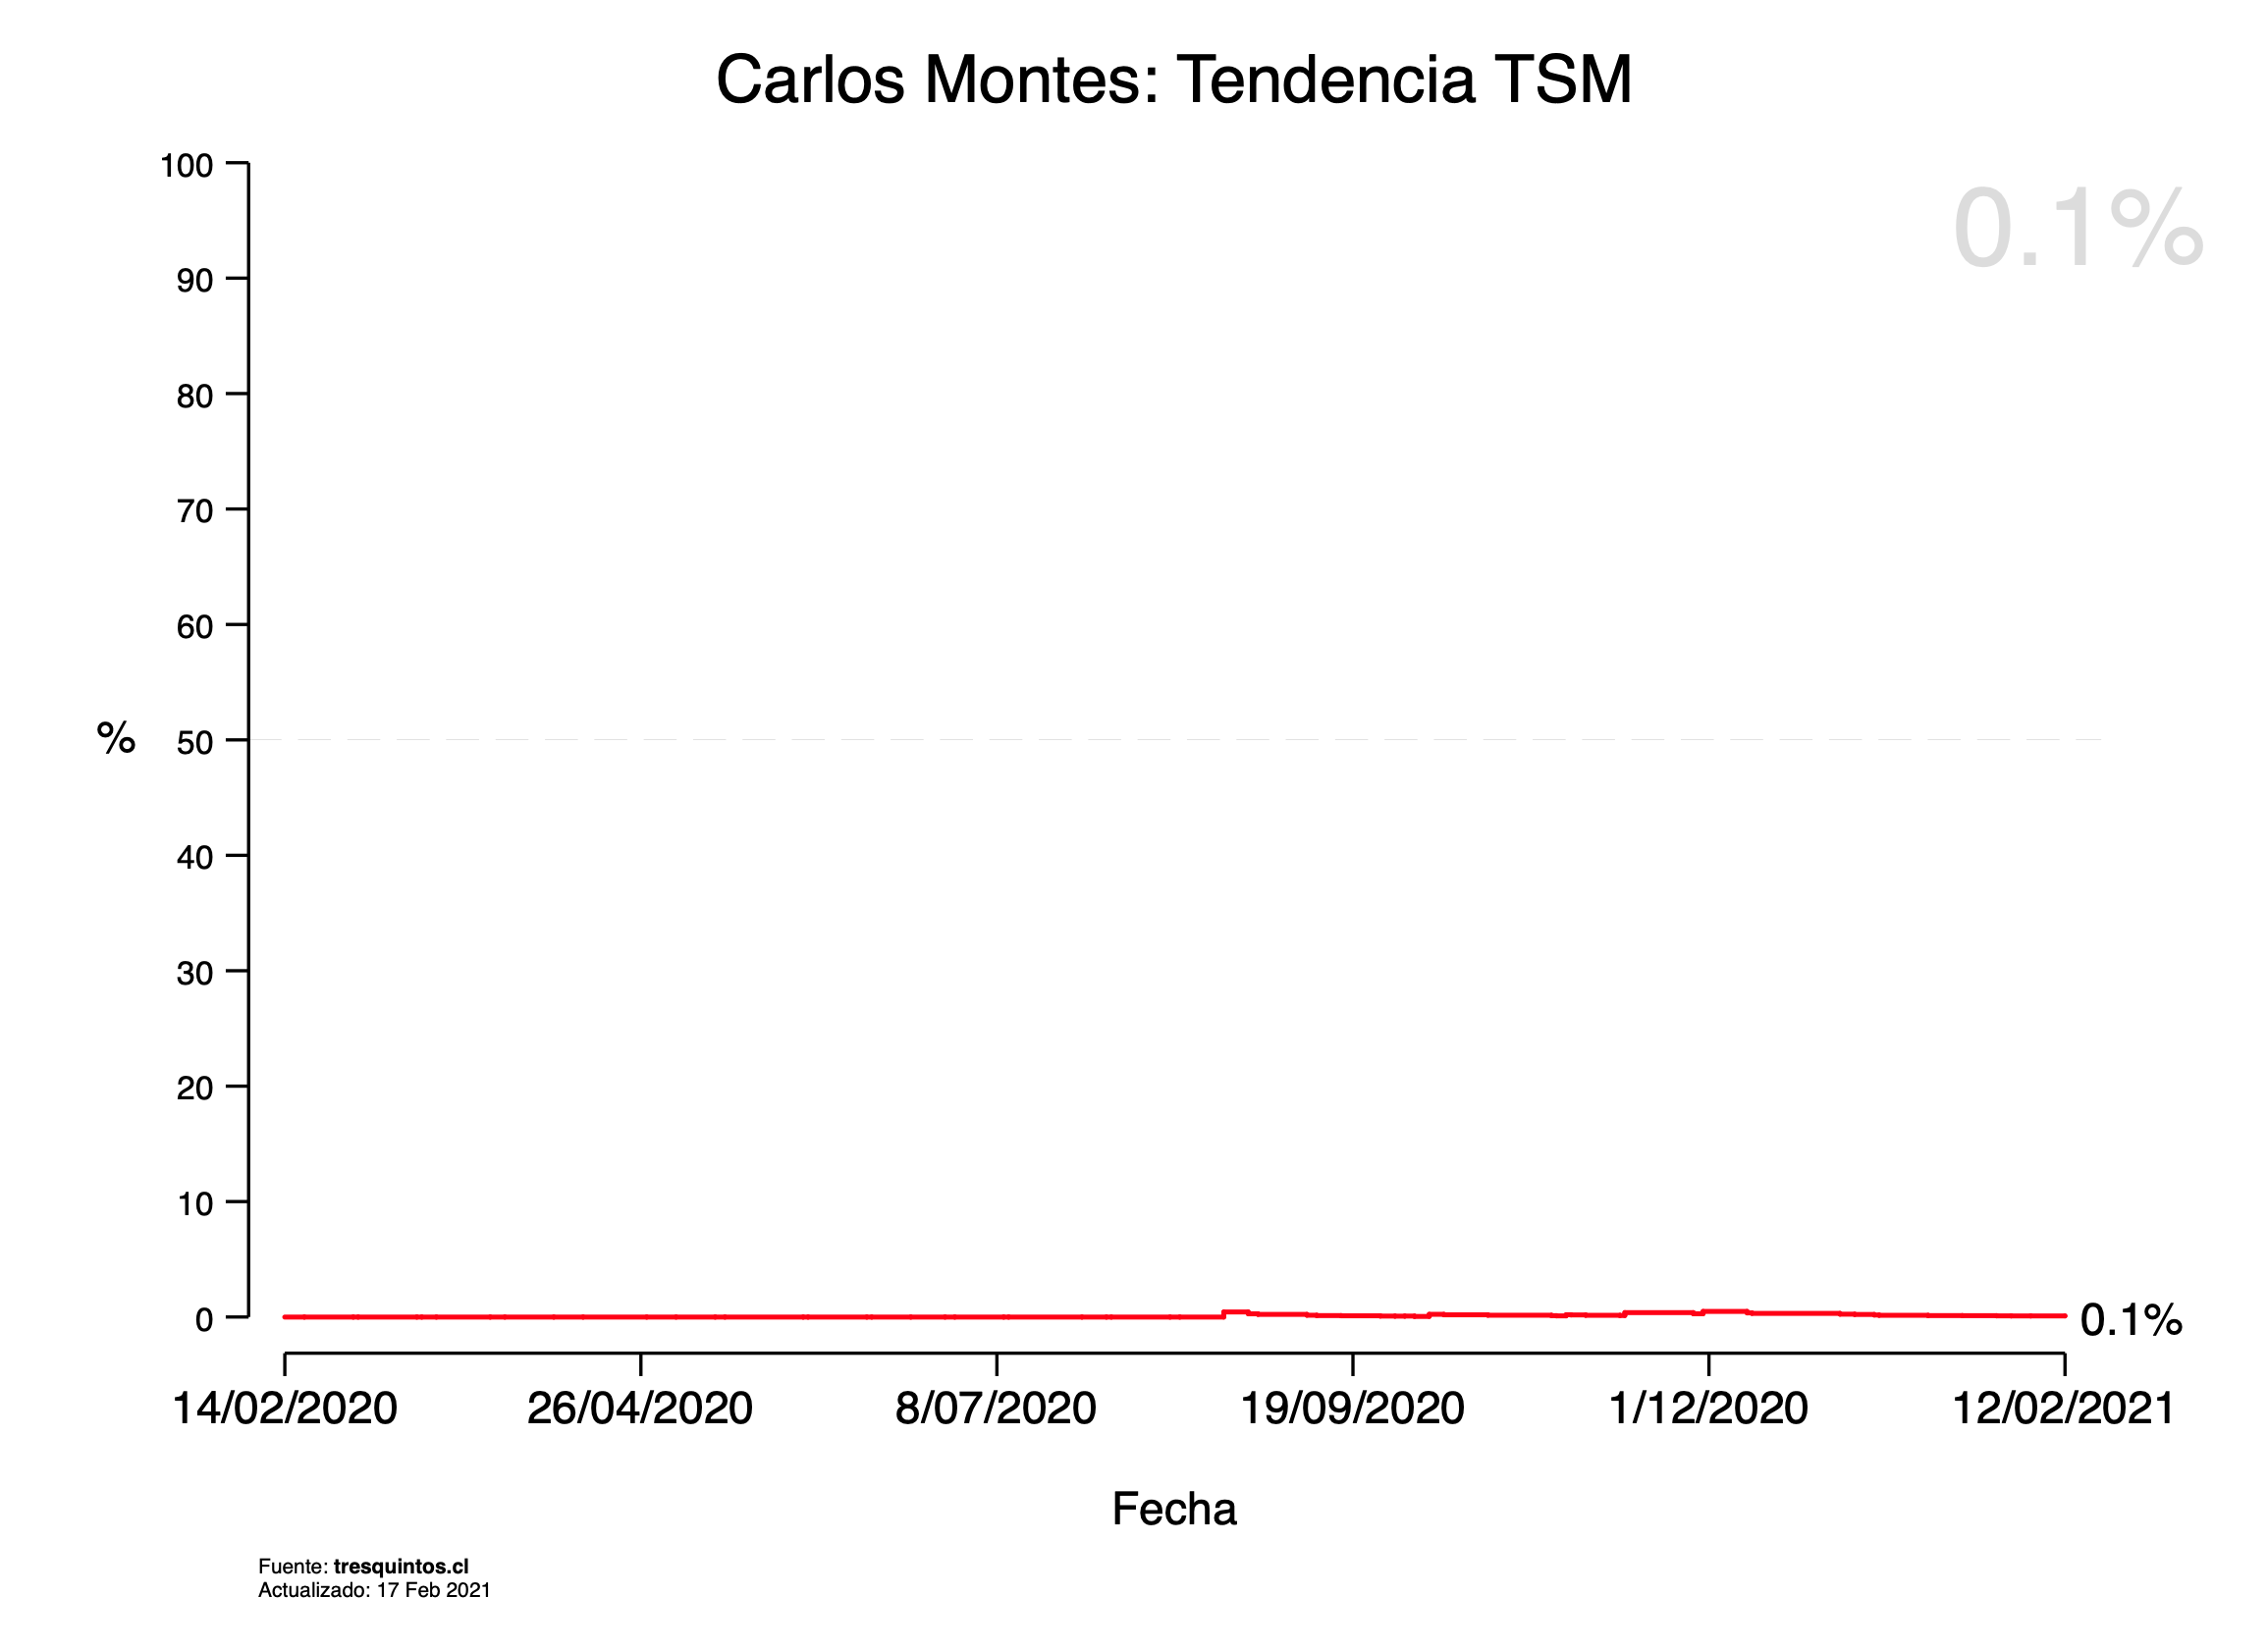 Carlos Montes: Tendencia TSM
0.1%
100
90
80
70
60
50
40
30
20
10
0
%
0.1%
14/02/2020 26/04/2020 8/07/2020 19/09/2020 1/12/2020 12/02/2021
Fecha
Fuente: tresquintos.cl
Actualizado: 17 Feb 2021